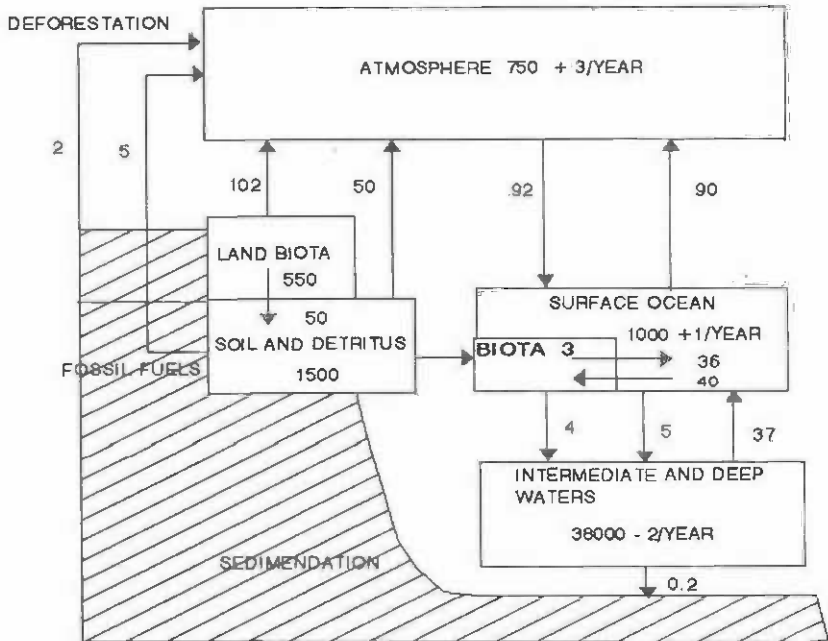 DEFORESTATION
ATMOSPHERE 750 + 3/YEAR
2
5
102
50
92
90
LAND BIOTA
550
50
SOIL AND DETRITUS
1500
FOSSIL FUELS
SURFACE OCEAN
1000 +1/YEAR
BIOTA 3
36
40
4
5
37
INTERMEDIATE AND DEEP
WATERS
38000 - 2/YEAR
SEDIMENDATION
0.2